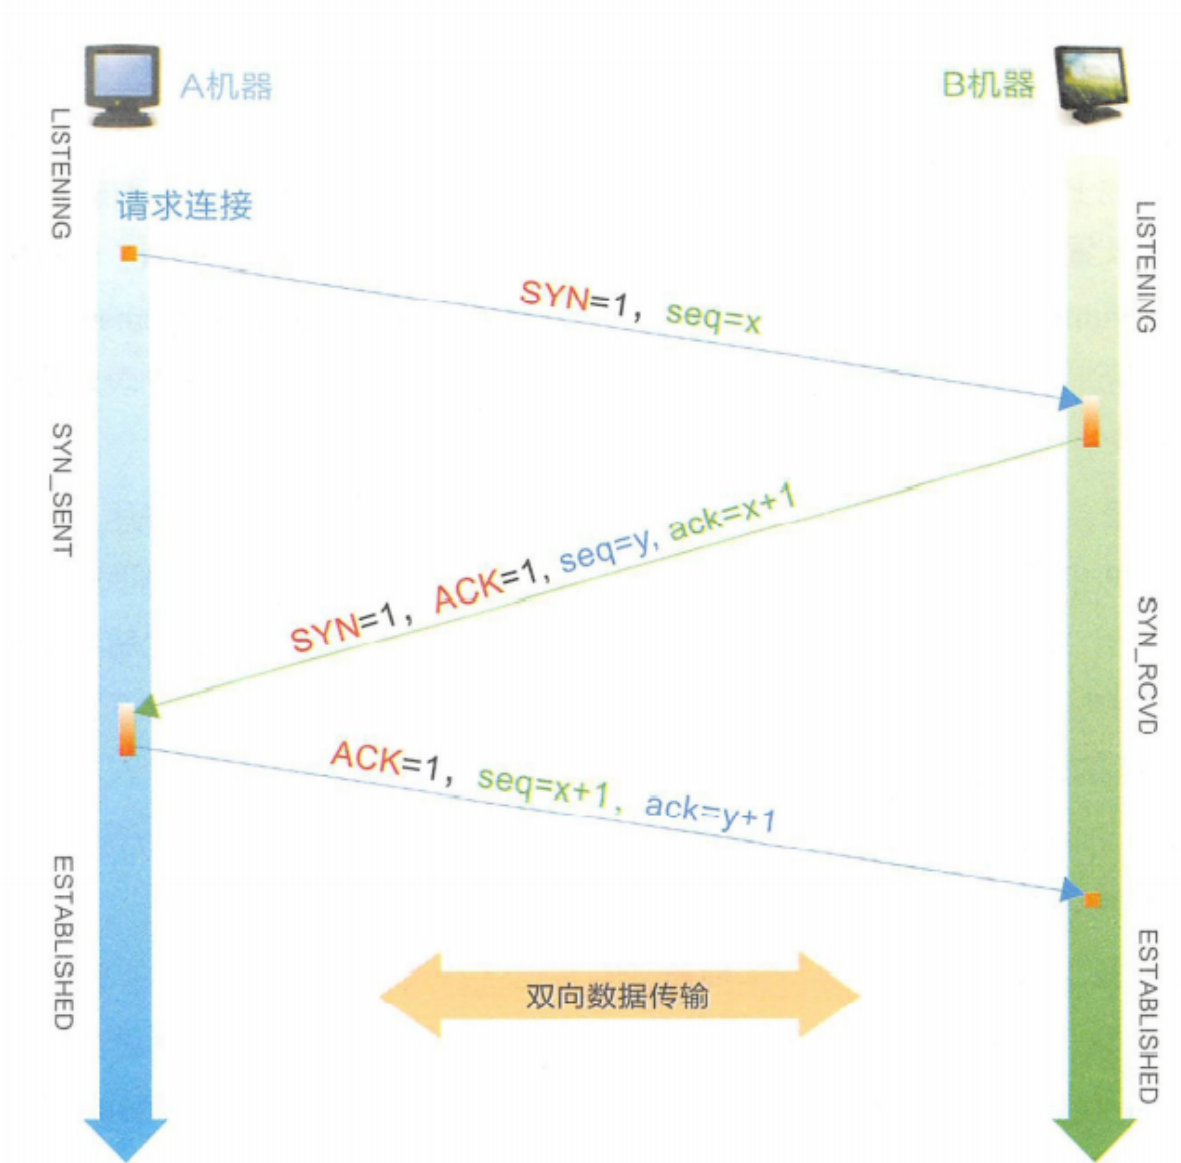 A机器
B机器
LISTENING
请求连接
LISTENING
SYN=1, seq=x
SYN_SENT
SYN=1, ACK=1, seq=y, ack=x+1
SYN_RCVD
ACK=1, seq=x+1, ack=y+1
ESTABLISHED
双向数据传输
ESTABLISHED